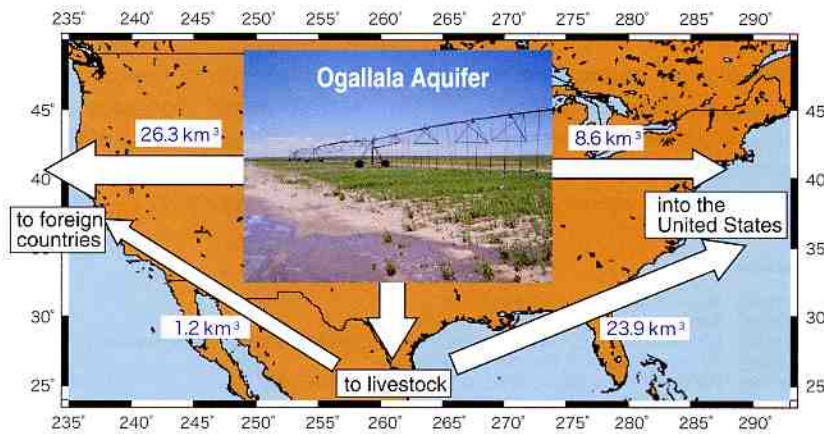 235° 240° 245° 250° 255° 260° 265° 270° 275° 280° 285° 290°
Ogallala Aquifer
45° 45°
26.3 km³ 8.6 km³
40° 40°
to foreign countries
into the United States
35° 35°
30° 30°
1.2 km³ 23.9 km³
to livestock
25° 25°
235° 240° 245° 250° 255° 260° 265° 270° 275° 280° 285° 290°